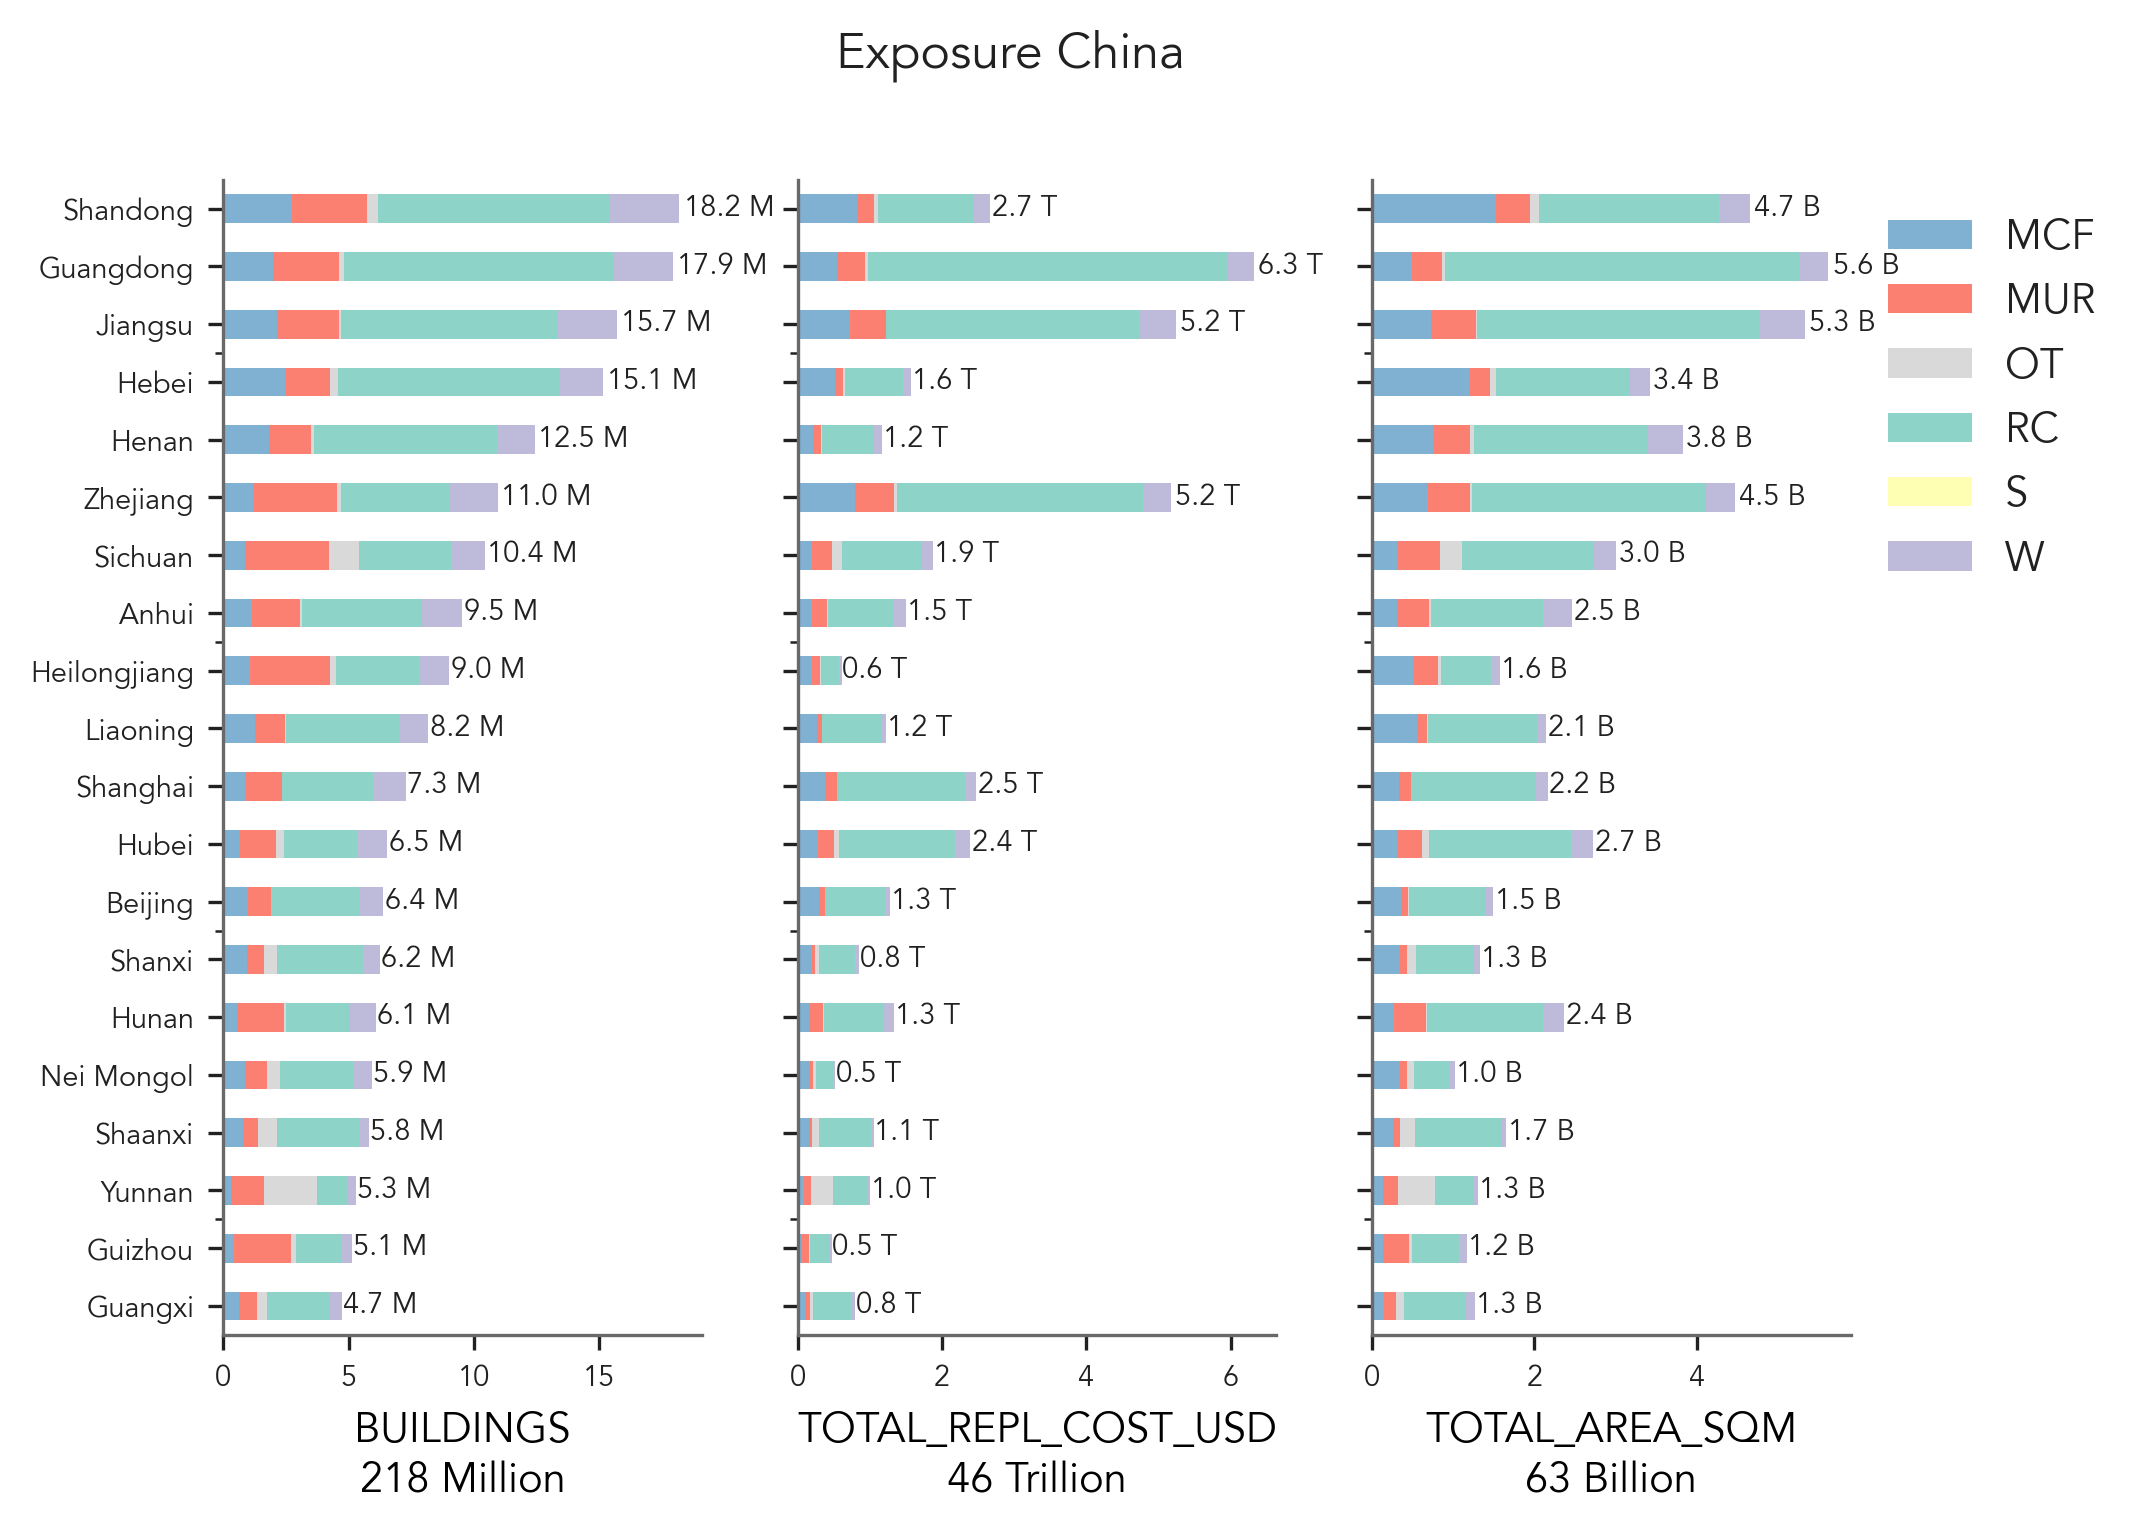 Exposure China
Shandong 18.2 M 2.7 T 4.7 B
Guangdong 17.9 M 6.3 T 5.6 B
Jiangsu 15.7 M 5.2 T 5.3 B
Hebei 15.1 M 1.6 T 3.4 B
Henan 12.5 M 1.2 T 3.8 B
Zhejiang 11.0 M 5.2 T 4.5 B
Sichuan 10.4 M 1.9 T 3.0 B
Anhui 9.5 M 1.5 T 2.5 B
Heilongjiang 9.0 M 0.6 T 1.6 B
Liaoning 8.2 M 1.2 T 2.1 B
Shanghai 7.3 M 2.5 T 2.2 B
Hubei 6.5 M 2.4 T 2.7 B
Beijing 6.4 M 1.3 T 1.5 B
Shanxi 6.2 M 0.8 T 1.3 B
Hunan 6.1 M 1.3 T 2.4 B
Nei Mongol 5.9 M 0.5 T 1.0 B
Shaanxi 5.8 M 1.1 T 1.7 B
Yunnan 5.3 M 1.0 T 1.3 B
Guizhou 5.1 M 0.5 T 1.2 B
Guangxi 4.7 M 0.8 T 1.3 B
0 5 10 15
BUILDINGS
218 Million
0 2 4 6
TOTAL_REPL_COST_USD
46 Trillion
0 2 4
TOTAL_AREA_SQM
63 Billion
MCF
MUR
OT
RC
S
W